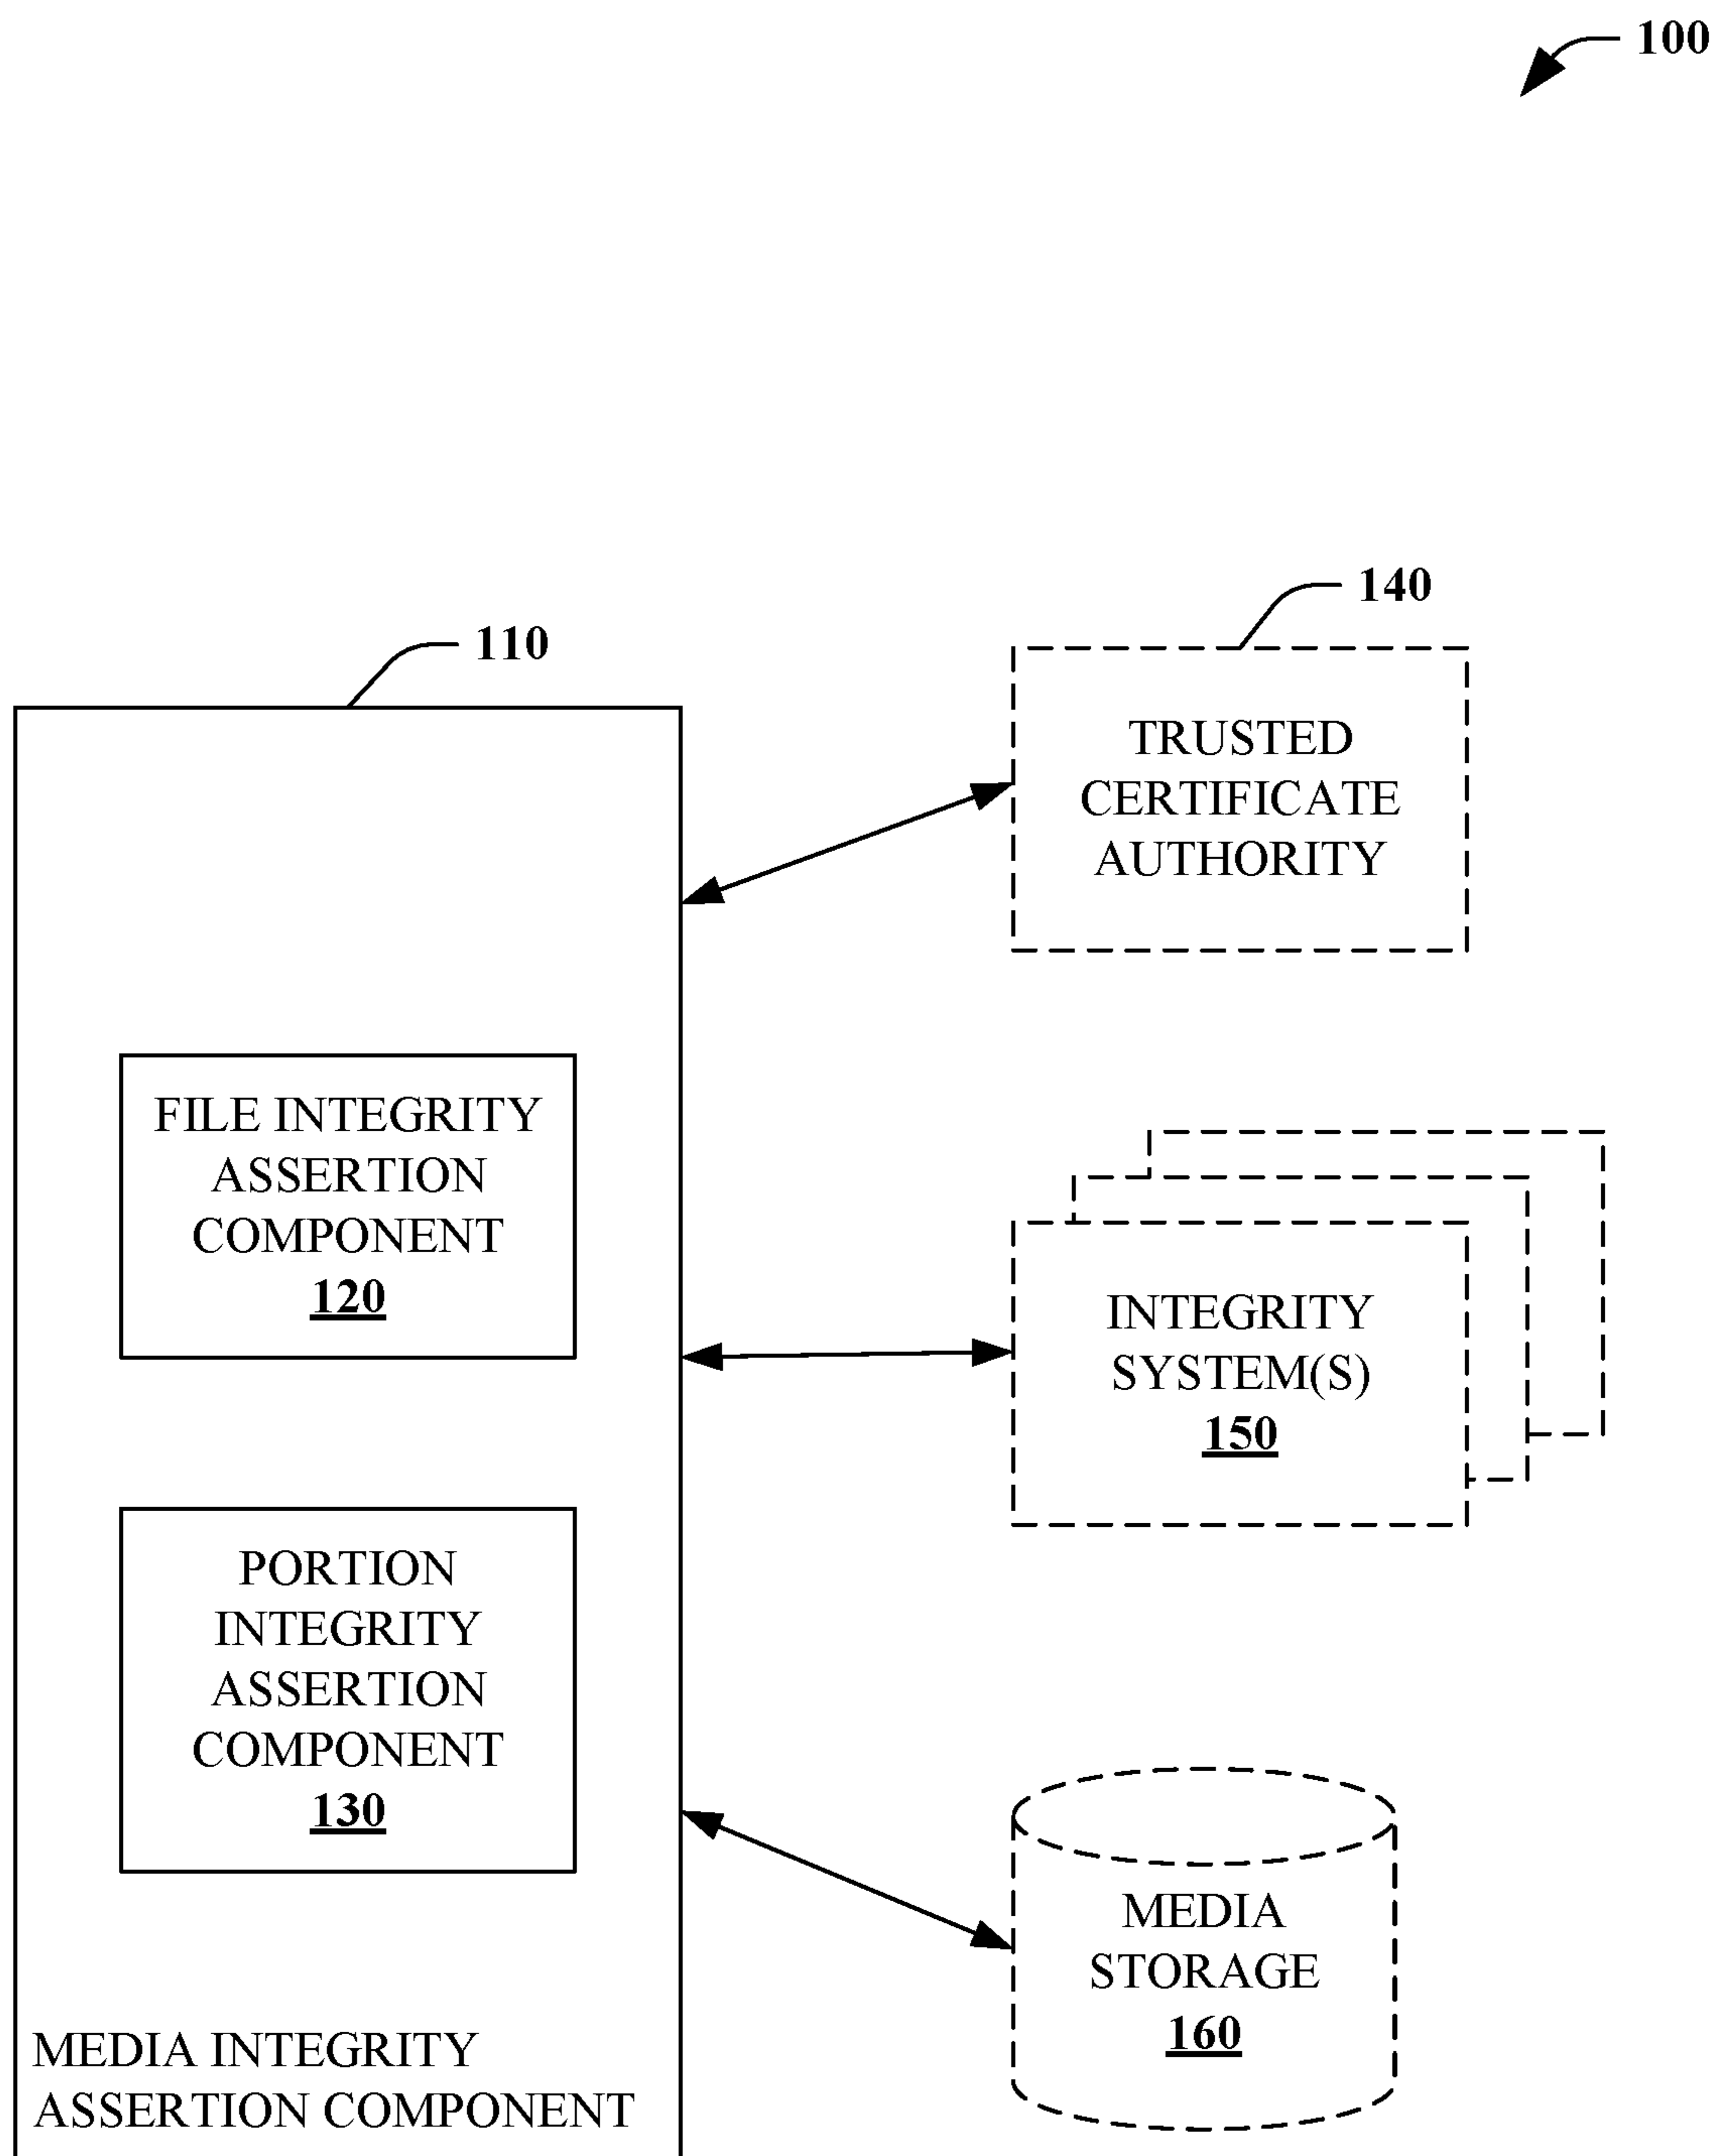 100
140
110
TRUSTED
CERTIFICATE
AUTHORITY
FILE INTEGRITY
ASSERTION
COMPONENT
120
INTEGRITY
SYSTEM(S)
150
PORTION
INTEGRITY
ASSERTION
COMPONENT
130
MEDIA
STORAGE
160
MEDIA INTEGRITY
ASSERTION COMPONENT